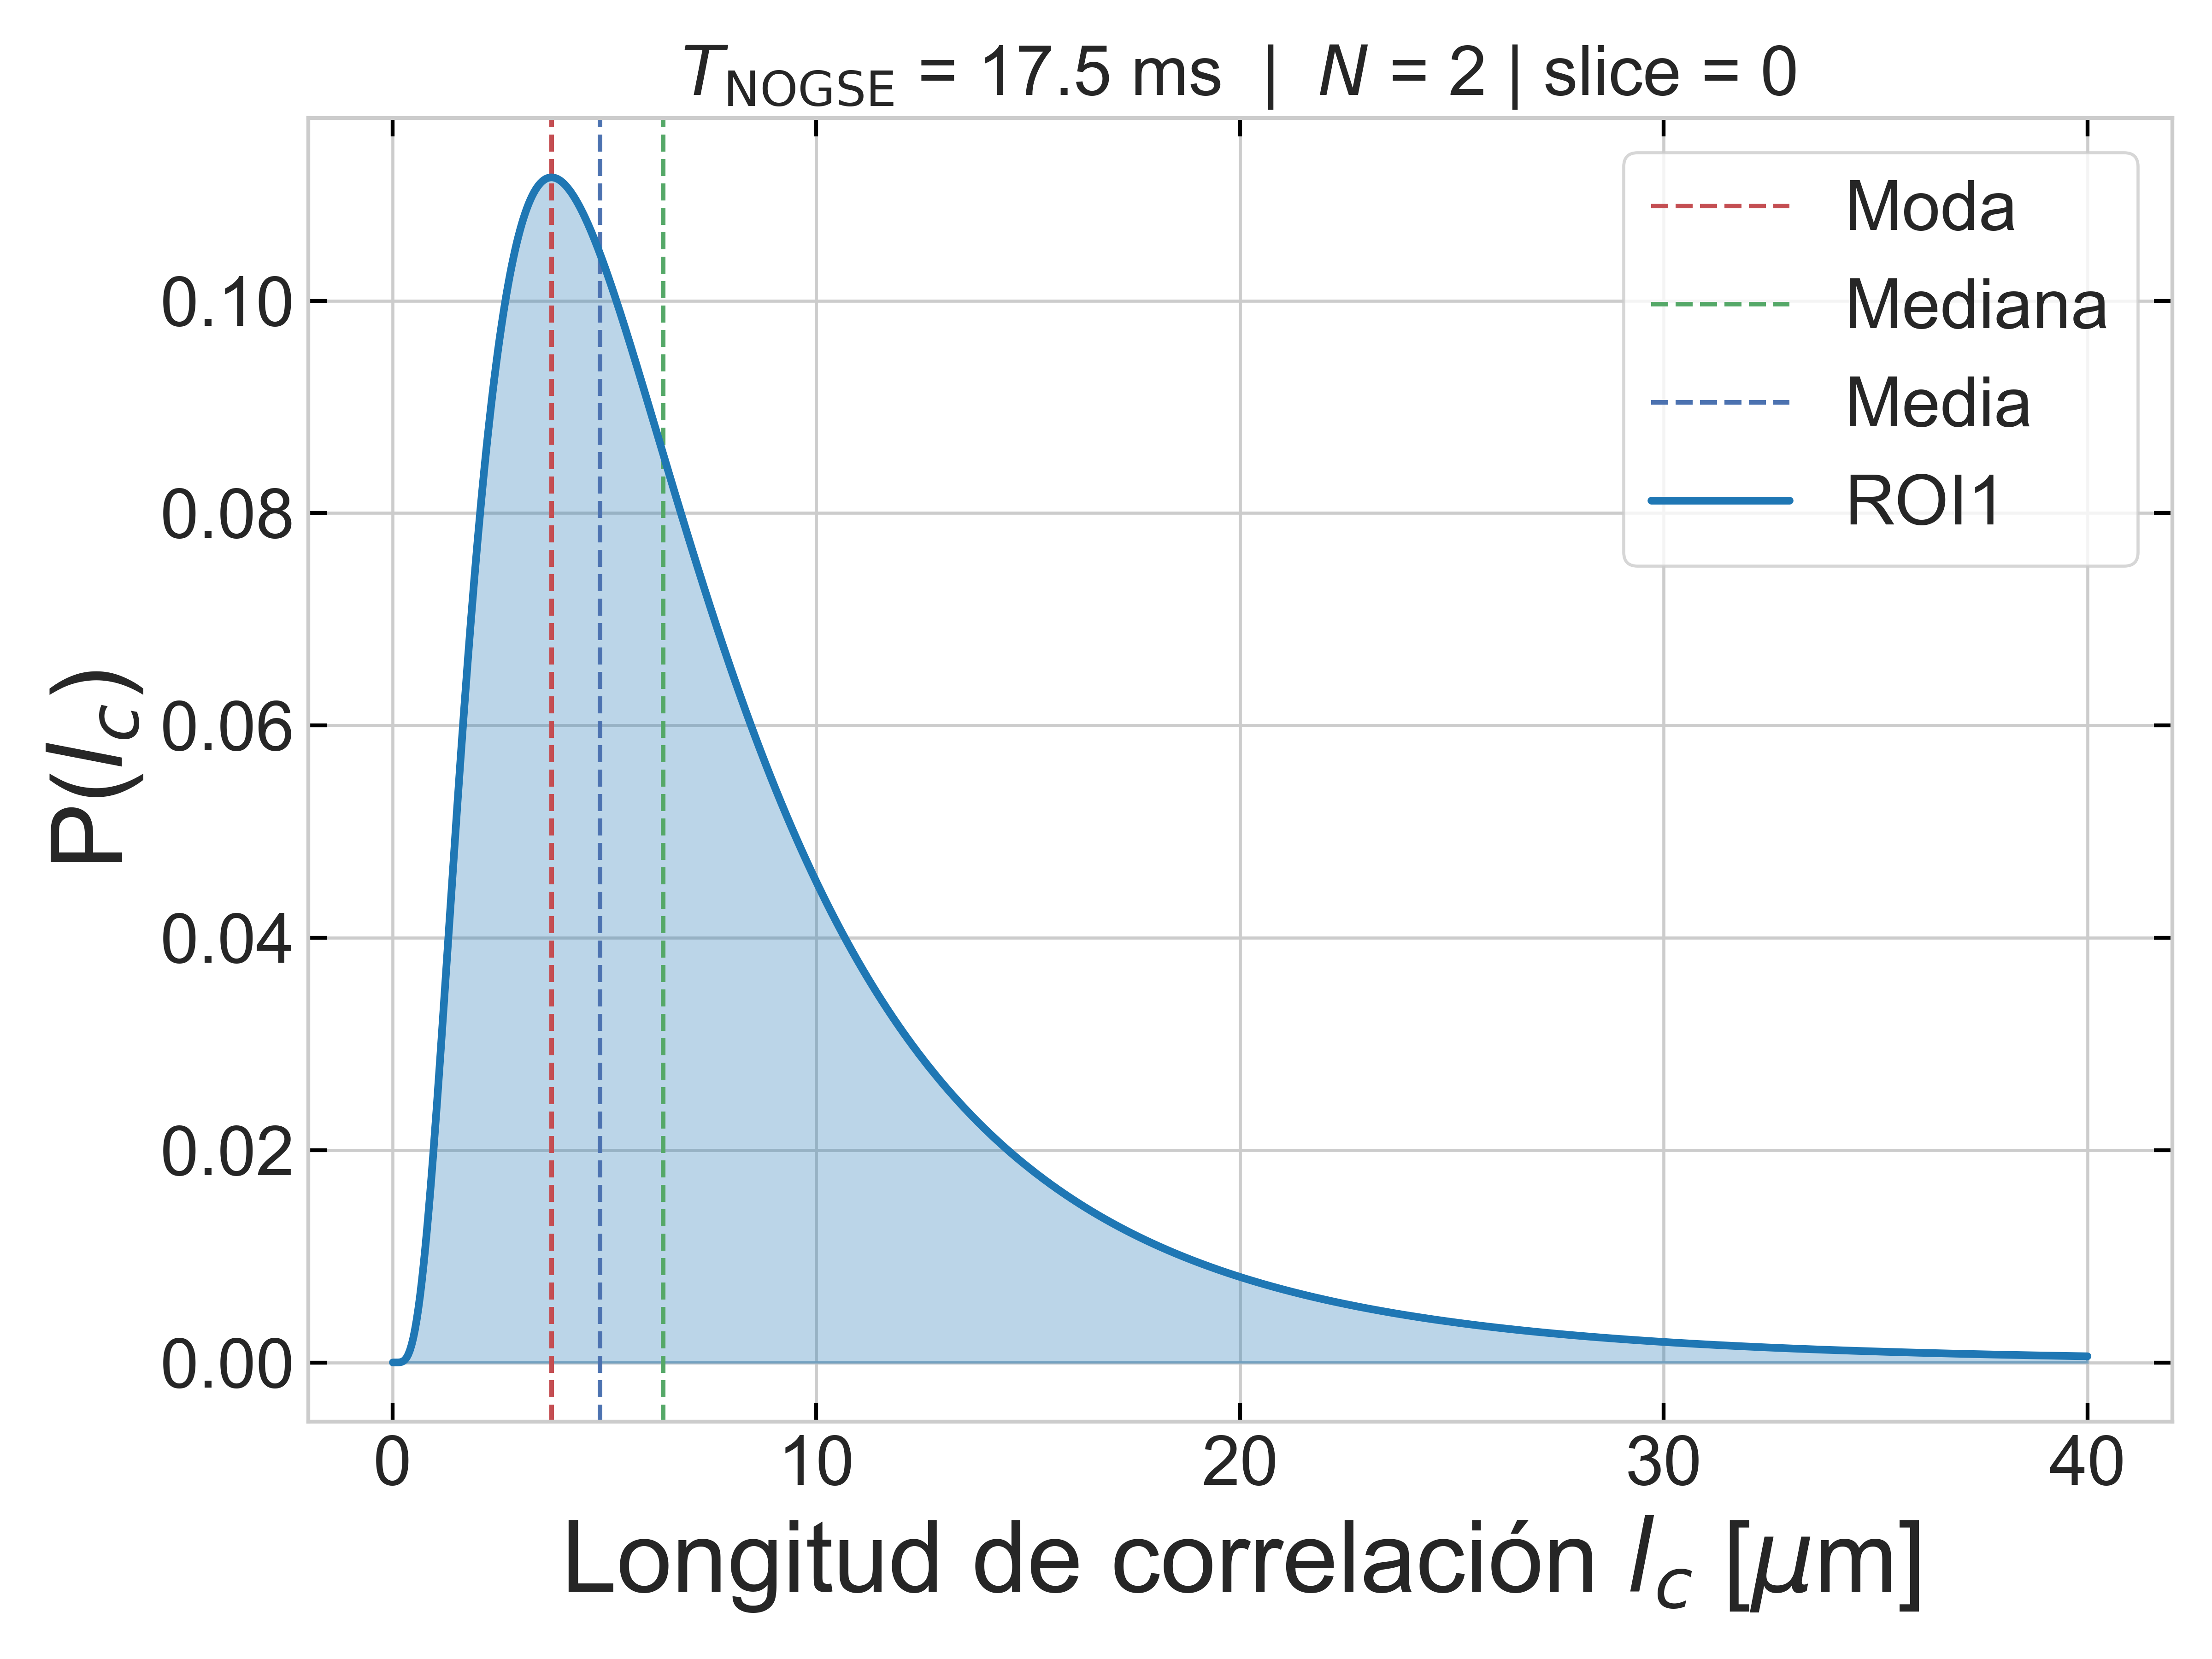 T_NOGSE = 17.5 ms | N = 2 | slice = 0
Moda
Mediana
Media
ROI1
P(l_c)
0.10
0.08
0.06
0.04
0.02
0.00
0 10 20 30 40
Longitud de correlación l_c [μm]